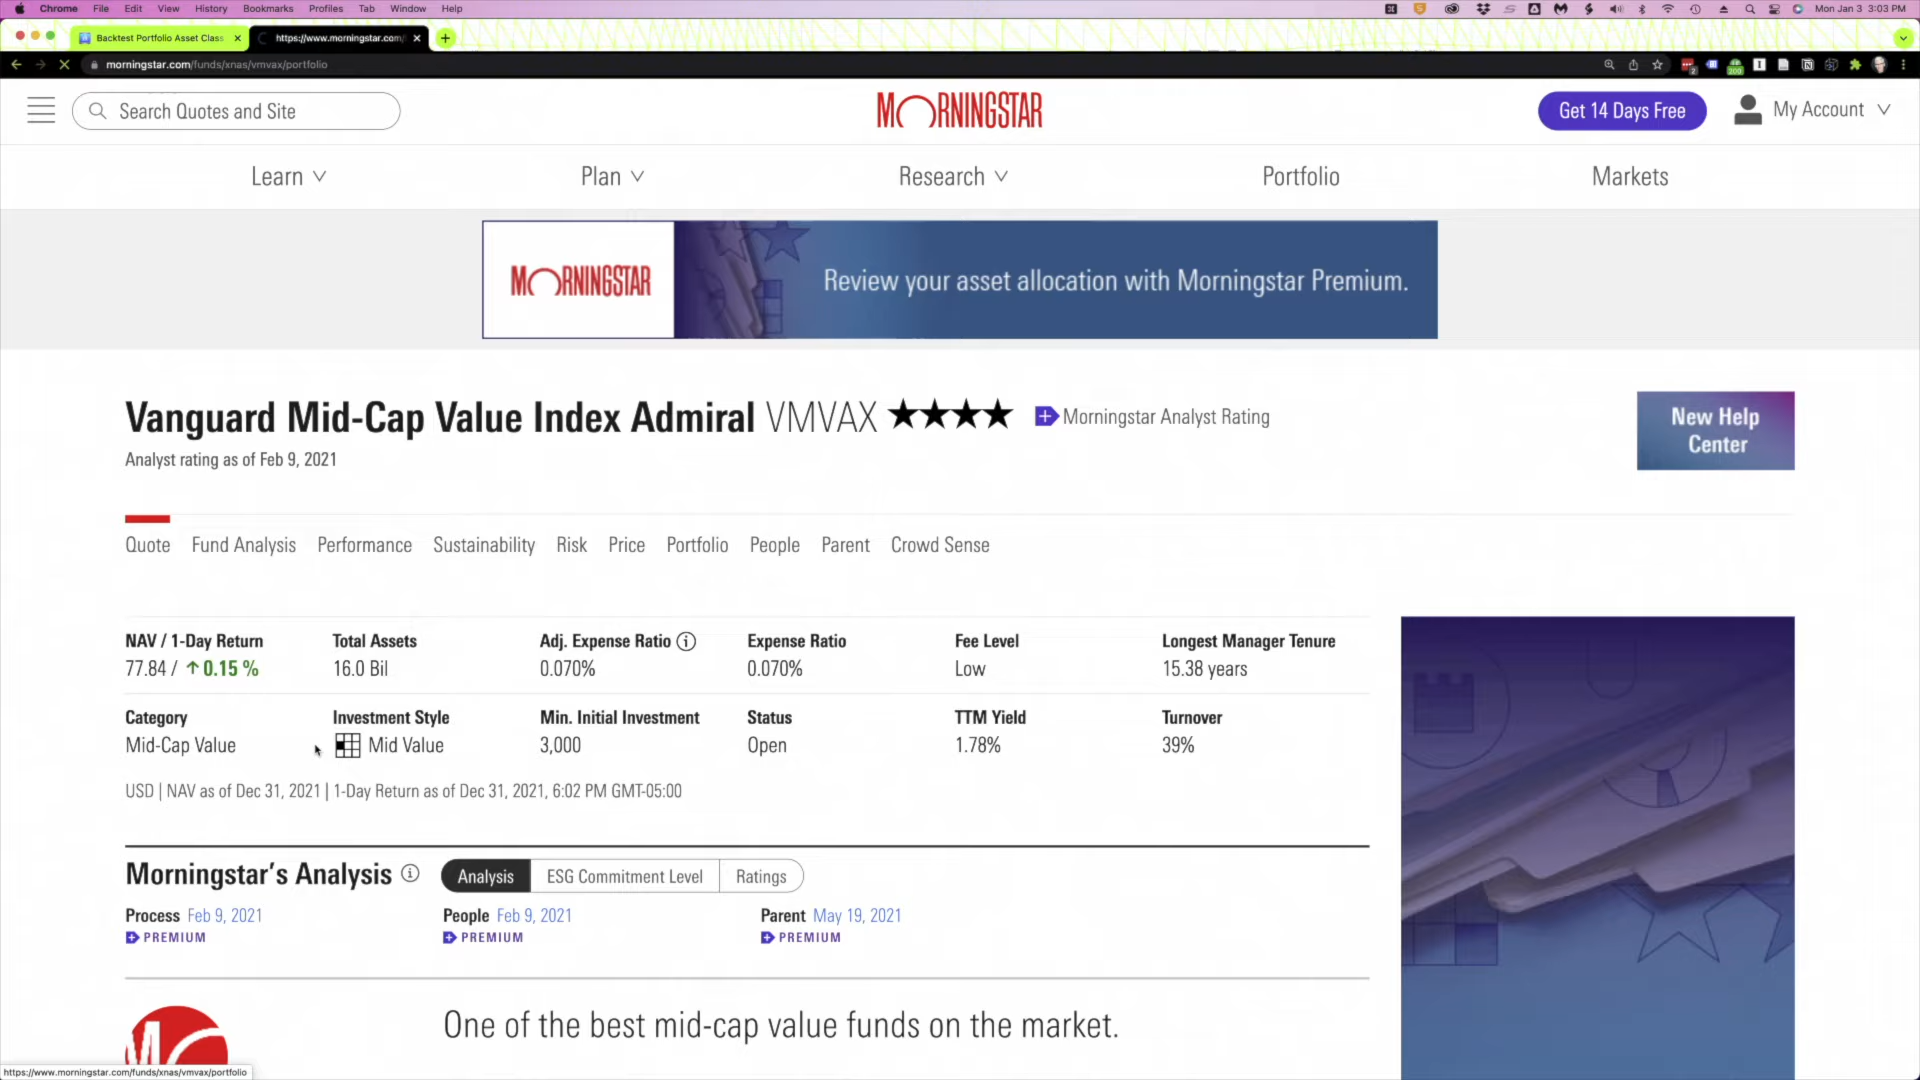 Chrome File Edit View History Bookmarks Profiles Tab Window Help Mon Jan 3 3:03 PM
Backtest Portfolio Asset Class https://www.morningstar.com/
morningstar.com/funds/xnas/vmvax/portfolio
Search Quotes and Site MORNINGSTAR Get 14 Days Free My Account
Learn Plan Research Portfolio Markets
MORNINGSTAR Review your asset allocation with Morningstar Premium.
Vanguard Mid-Cap Value Index Admiral VMVAX ★★★★ Morningstar Analyst Rating
Analyst rating as of Feb 9, 2021
New Help
Center
Quote Fund Analysis Performance Sustainability Risk Price Portfolio People Parent Crowd Sense
NAV / 1-Day Return Total Assets Adj. Expense Ratio Expense Ratio Fee Level Longest Manager Tenure
77.84 / ↑ 0.15 % 16.0 Bil 0.070% 0.070% Low 15.38 years
Category Investment Style Min. Initial Investment Status TTM Yield Turnover
Mid-Cap Value Mid Value 3,000 Open 1.78% 39%
USD | NAV as of Dec 31, 2021 | 1-Day Return as of Dec 31, 2021, 6:02 PM GMT-05:00
Morningstar's Analysis Analysis ESG Commitment Level Ratings
Process Feb 9, 2021 People Feb 9, 2021 Parent May 19, 2021
PREMIUM PREMIUM PREMIUM
One of the best mid-cap value funds on the market.
https://www.morningstar.com/funds/xnas/vmvax/portfolio